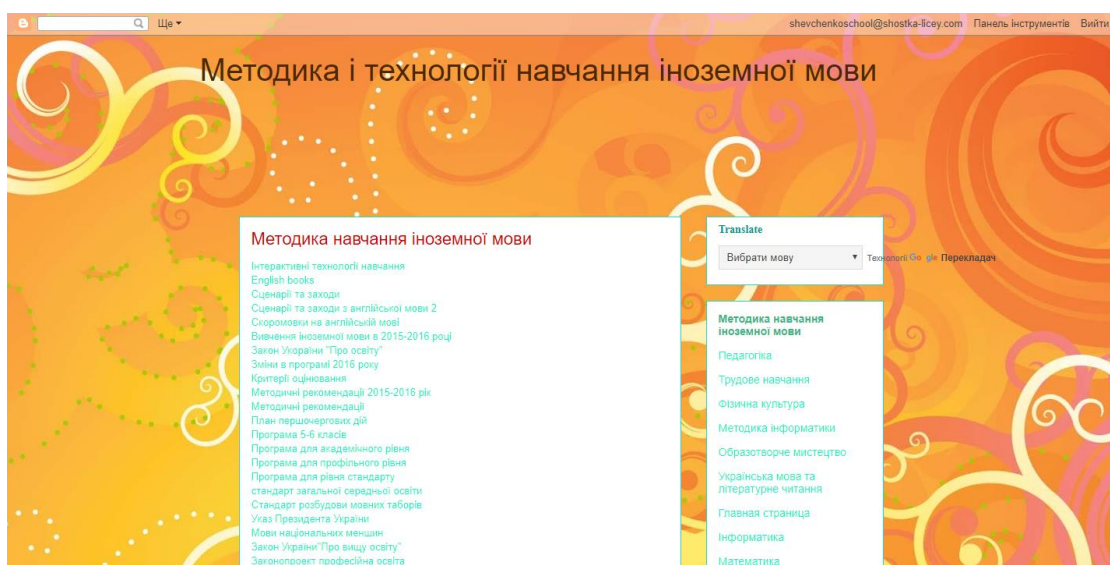 Ще
shevchenkoschool@shostka-licey.com Панель інструментів Вийти
Методика і технології навчання іноземної мови
Методика навчання іноземної мови
Інтерактивні технології навчання
English books
Сценарії та заходи
Сценарії та заходи з англійської мови 2
Скоромовки на англійській мові
Вивчення іноземної мови в 2015-2016 році
Закон Укораїни "Про освіту"
Зміни в програмі 2016 року
Критерії оцінювання
Методичні рекомендації 2015-2016 рік
Методичні рекомендації
План першочергових дій
Програма 5-6 класів
Програма для академічного рівня
Програма для профільного рівня
Програма для рівня стандарту
стандарт загальної середньої освіти
Стандарт розбудови мовних таборів
Указ Президента України
Мови національних меншин
Закон України"Про вищу освіту"
Законопроект професійна освіта
Translate
Вибрати мову
Технології Google Перекладач
Методика навчання
іноземної мови
Педагогіка
Трудове навчання
Фізична культура
Методика інформатики
Образотворче мистецтво
Українська мова та
літературне читання
Главная страница
Інформатика
Математика